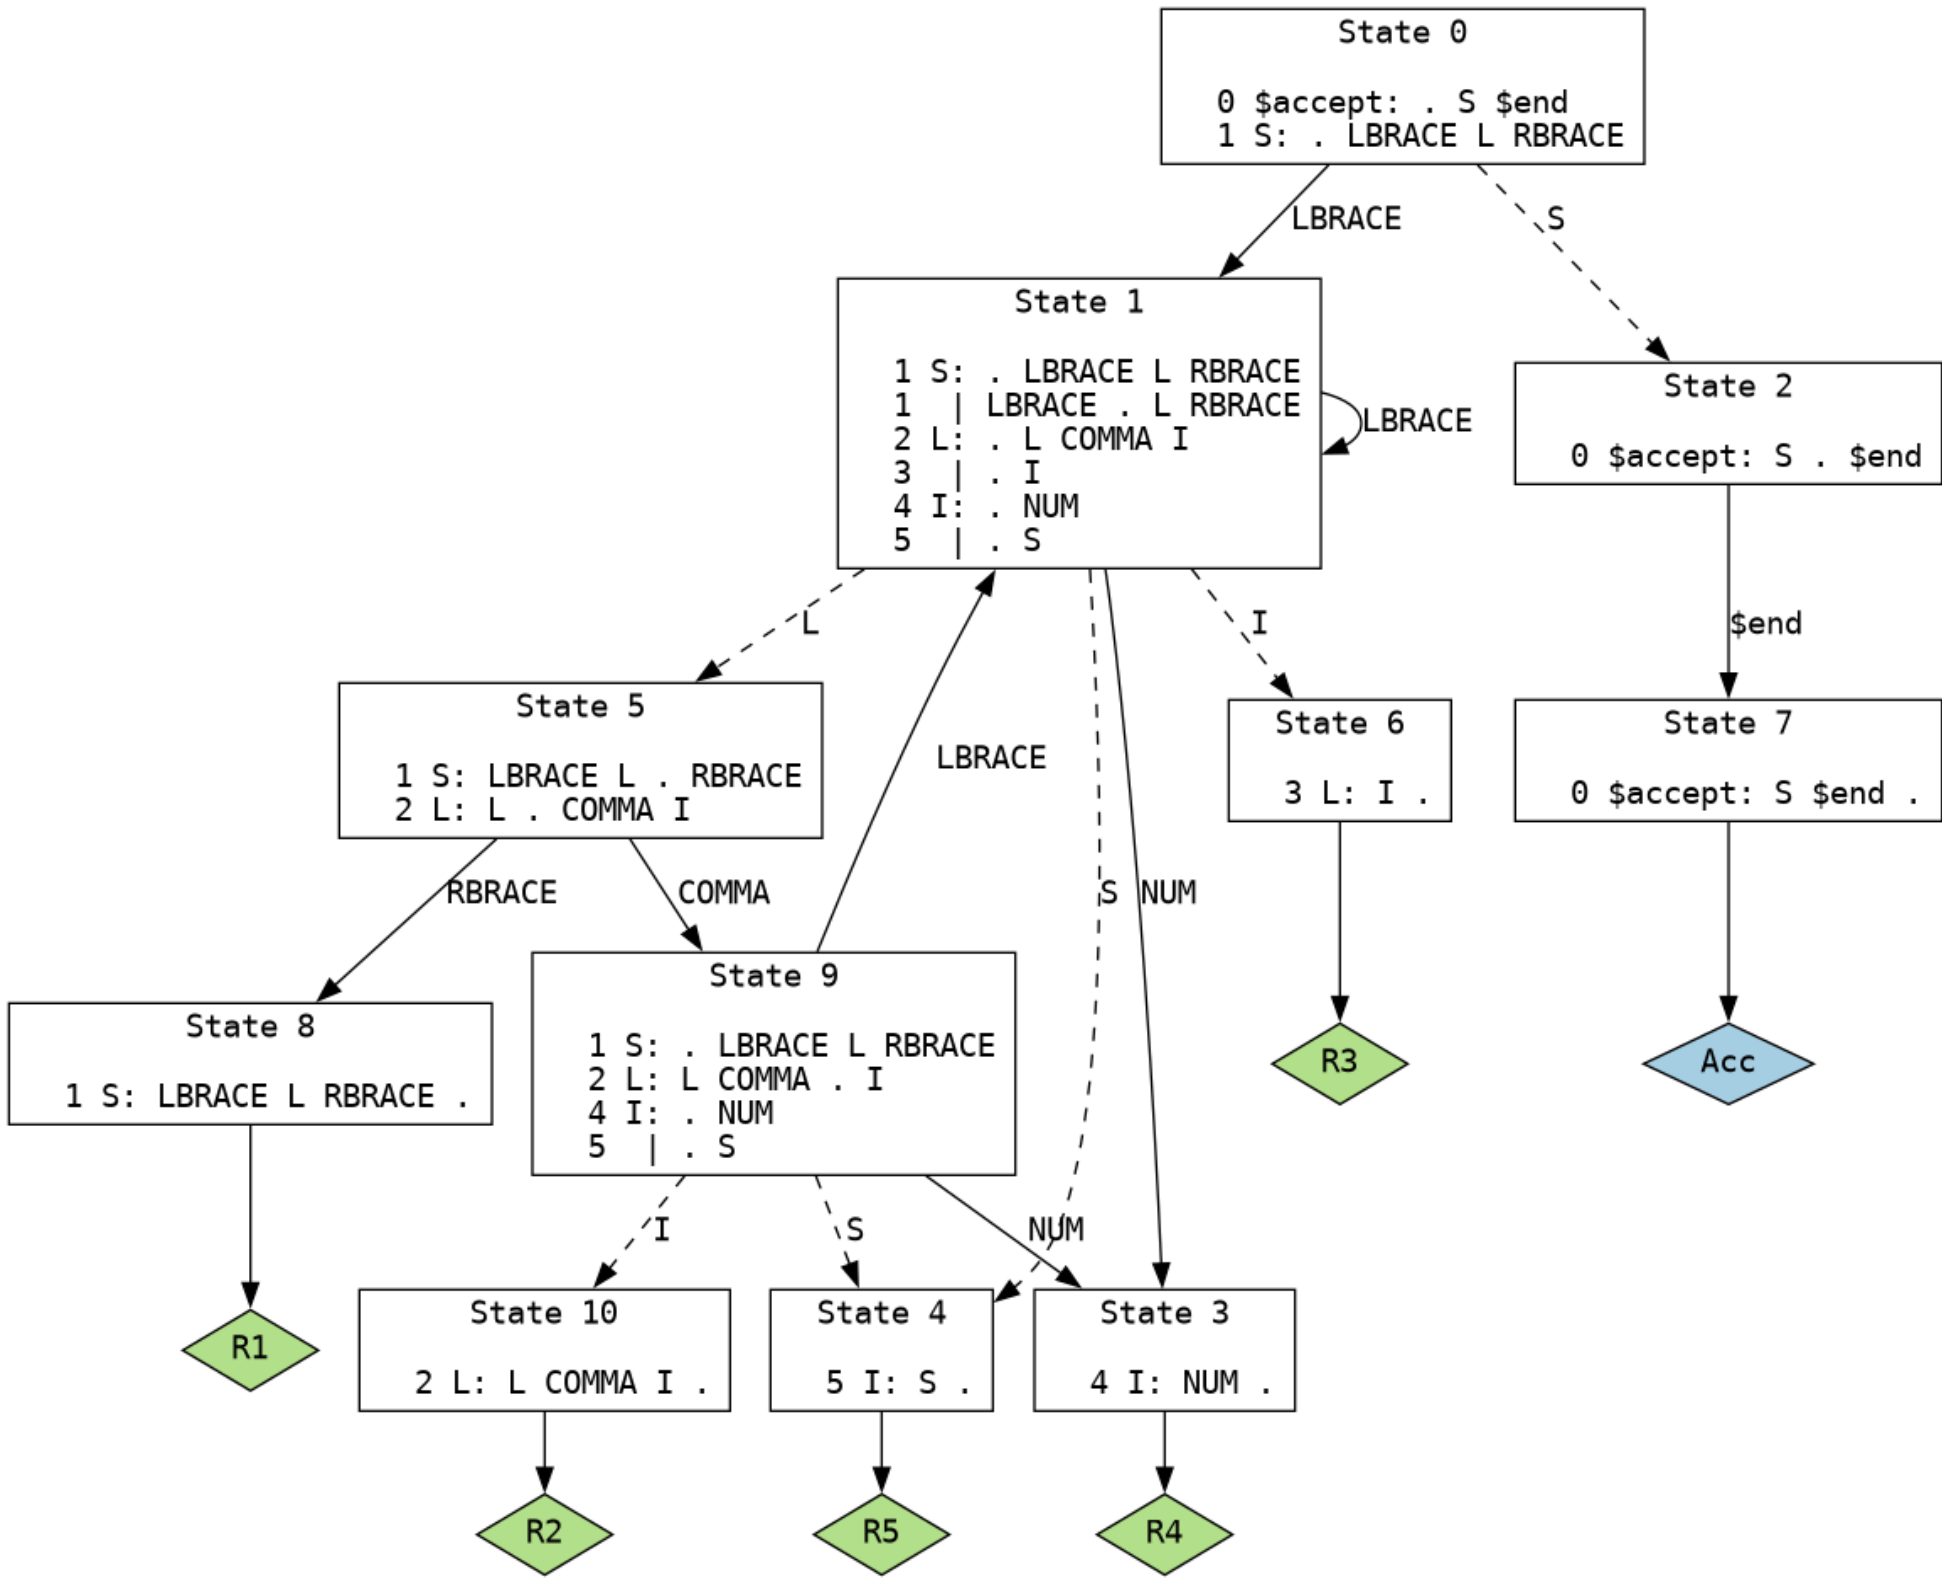 State 0
0 $accept: . S $end
1 S: . LBRACE L RBRACE
LBRACE
S
State 1
1 S: . LBRACE L RBRACE
1 | LBRACE . L RBRACE
2 L: . L COMMA I
3 | . I
4 I: . NUM
5 | . S
LBRACE
State 2
0 $accept: S . $end
L
I
$end
State 5
1 S: LBRACE L . RBRACE
2 L: L . COMMA I
LBRACE
State 6
3 L: I .
State 7
0 $accept: S $end .
RBRACE
COMMA
S
NUM
State 9
1 S: . LBRACE L RBRACE
2 L: L COMMA . I
4 I: . NUM
5 | . S
State 8
1 S: LBRACE L RBRACE .
R3
Acc
I
S
NUM
R1
State 10
2 L: L COMMA I .
State 4
5 I: S .
State 3
4 I: NUM .
R2
R5
R4